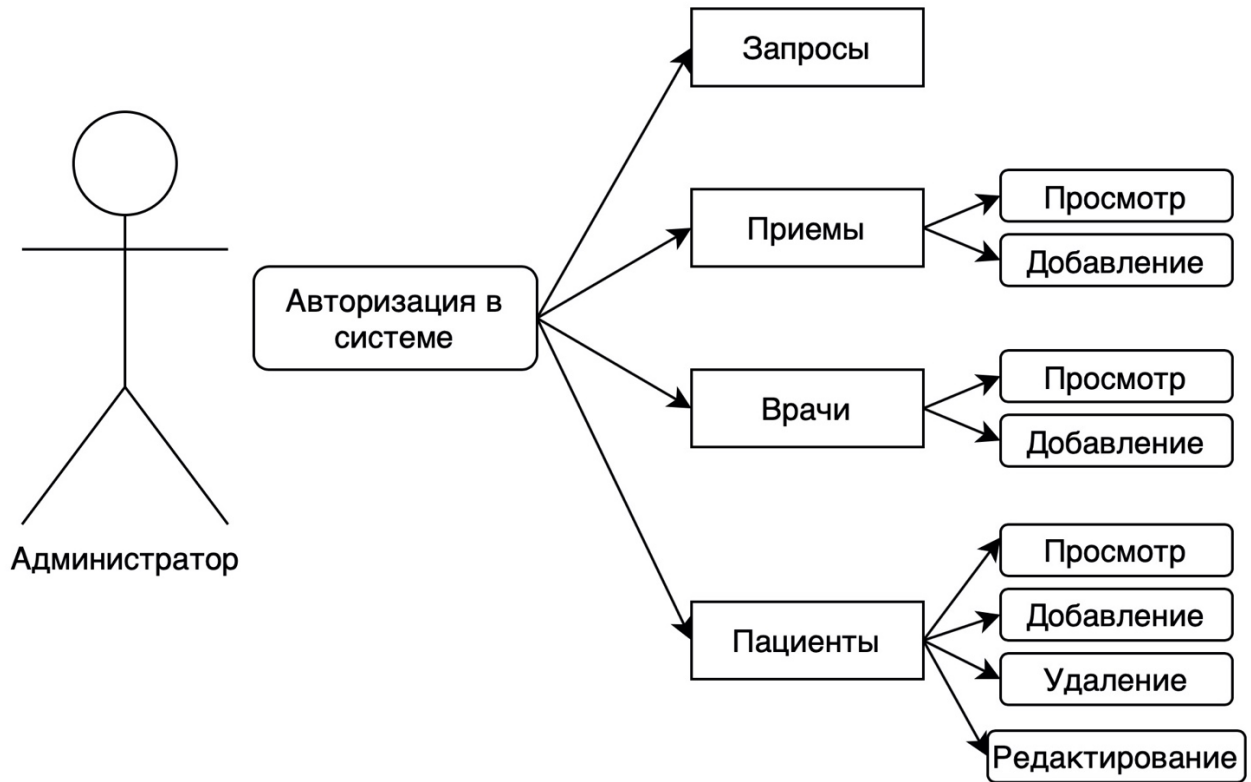 Запросы
Приемы
Просмотр
Добавление
Авторизация в
системе
Врачи
Просмотр
Добавление
Администратор
Пациенты
Просмотр
Добавление
Удаление
Редактирование